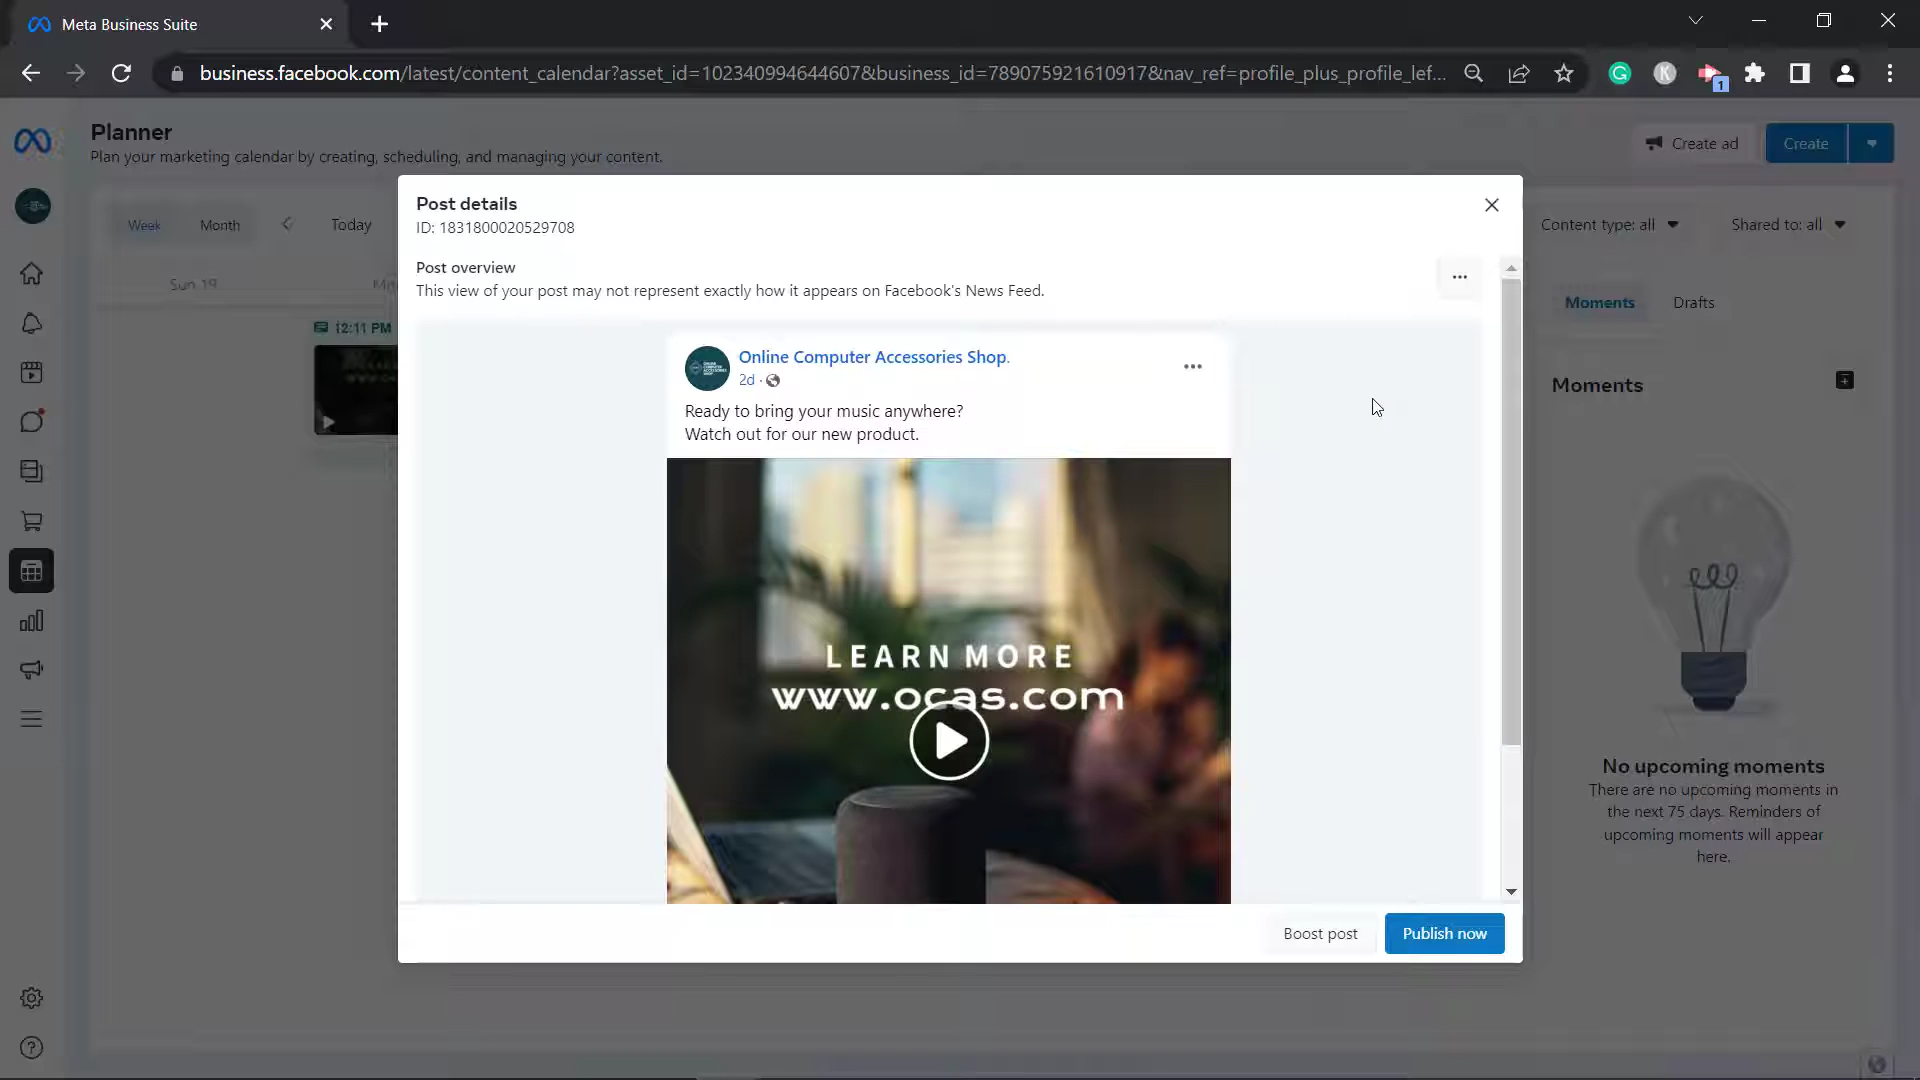 Meta Business Suite
business.facebook.com/latest/content_calendar?asset_id=102340994644607&business_id=789075921610917&nav_ref=profile_plus_profile_lef...
1
Planner
Plan your marketing calendar by creating, scheduling, and managing your content.
Create ad
Create
Week
Month
Today
Content type: all
Shared to: all
Sun 19
12:11 PM
Post details
ID: 1831800020529708
Post overview
This view of your post may not represent exactly how it appears on Facebook's News Feed.
Online Computer Accessories Shop.
2d ·
Ready to bring your music anywhere?
Watch out for our new product.
LEARN MORE
www.ocas.com
Boost post
Publish now
Moments
Drafts
Moments
No upcoming moments
There are no upcoming moments in
the next 75 days. Reminders of
upcoming moments will appear
here.